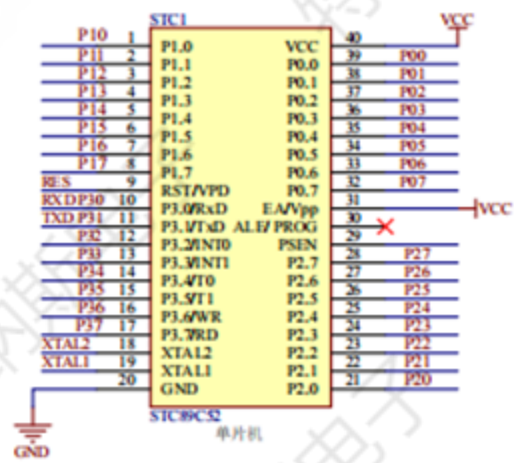 STC1
VCC
P10 1 P1.0 VCC 40
P11 2 P1.1 P0.0 39 P00
P12 3 P1.2 P0.1 38 P01
P13 4 P1.3 P0.2 37 P02
P14 5 P1.4 P0.3 36 P03
P15 6 P1.5 P0.4 35 P04
P16 7 P1.6 P0.5 34 P05
P17 8 P1.7 P0.6 33 P06
RES 9 RST/VPD P0.7 32 P07
RXDP30 10 P3.0/RxD EA/Vpp 31 VCC
TXDP31 11 P3.1/TxD ALE/PROG 30
P32 12 P3.2/INT0 PSEN 29
P33 13 P3.3/INT1 P2.7 28 P27
P34 14 P3.4/T0 P2.6 27 P26
P35 15 P3.5/T1 P2.5 26 P25
P36 16 P3.6/WR P2.4 25 P24
P37 17 P3.7/RD P2.3 24 P23
XTAL2 18 XTAL2 P2.2 23 P22
XTAL1 19 XTAL1 P2.1 22 P21
20 GND P2.0 21 P20
STC89C52
单片机
GND